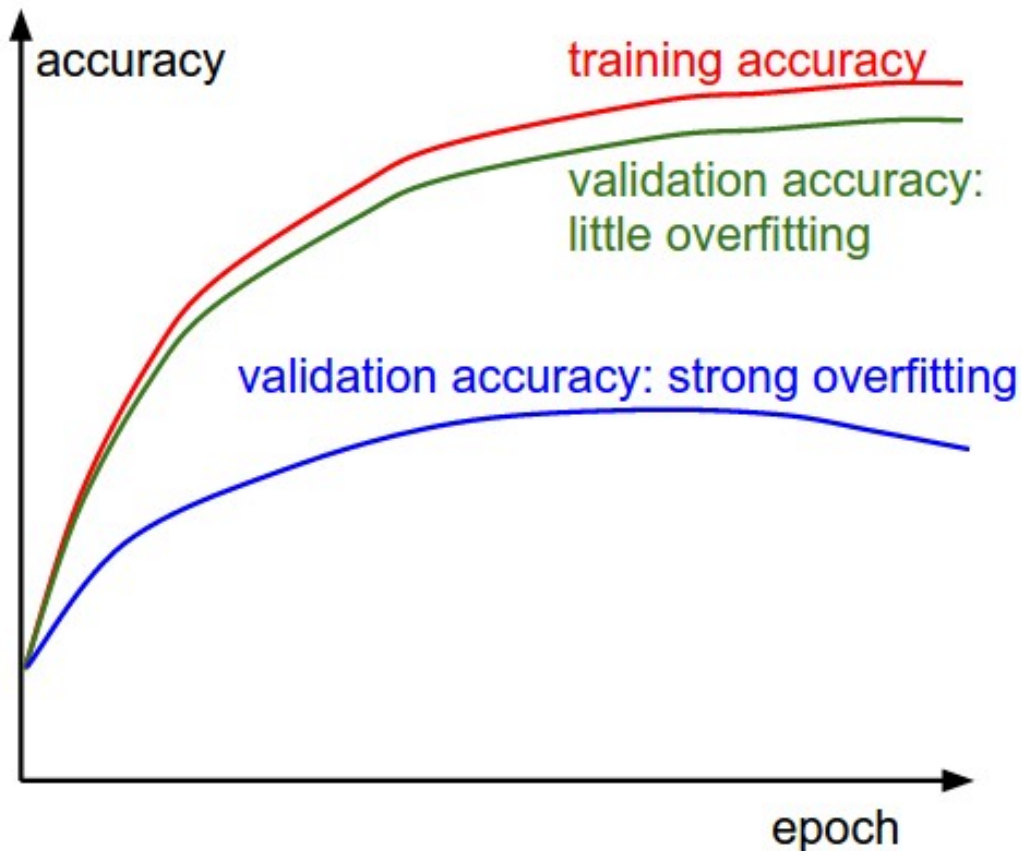 accuracy
training accuracy
validation accuracy:
little overfitting
validation accuracy: strong overfitting
epoch